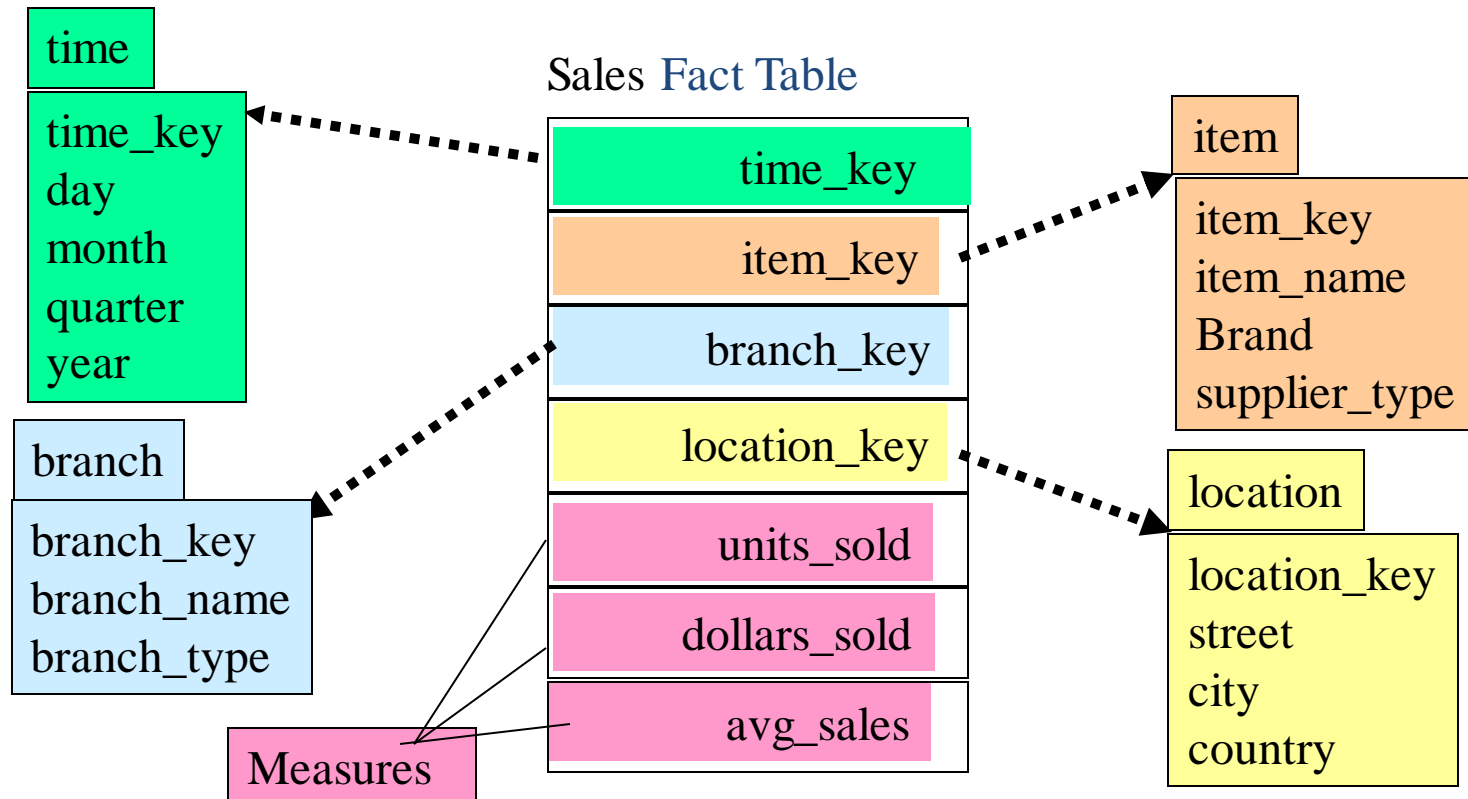 time
time_key
day
month
quarter
year
branch
branch_key
branch_name
branch_type
Measures
Sales Fact Table
time_key
item_key
branch_key
location_key
units_sold
dollars_sold
avg_sales
item
item_key
item_name
Brand
supplier_type
location
location_key
street
city
country